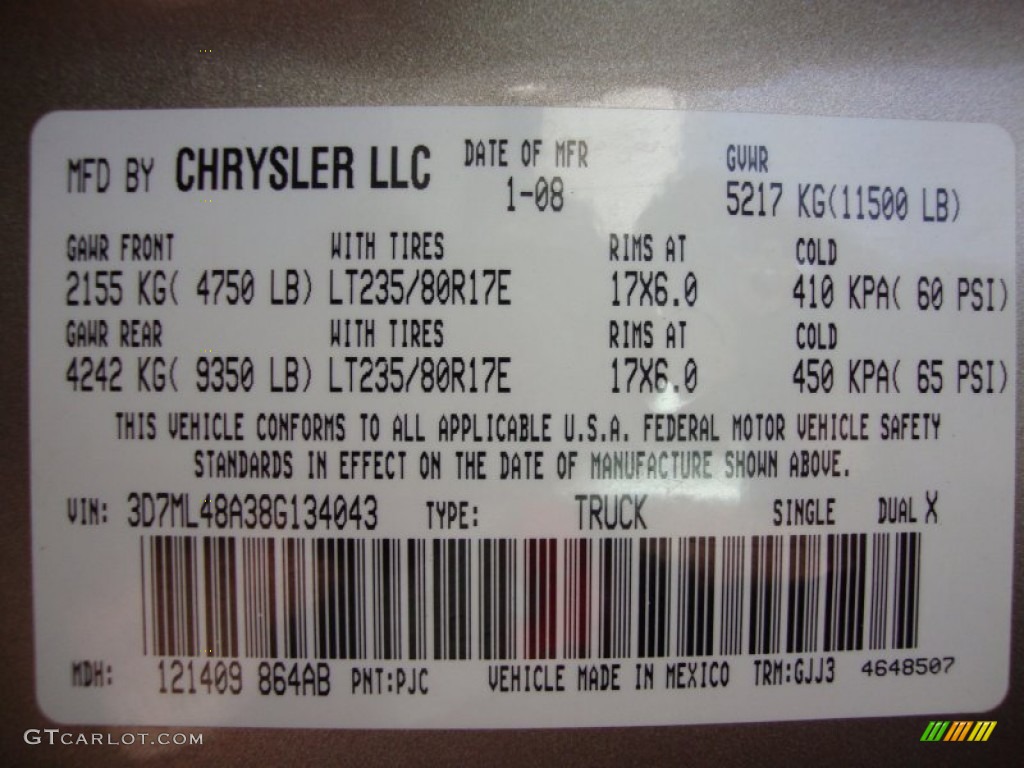 MFD BY CHRYSLER LLC DATE OF MFR GVWR
1-08 5217 KG(11500 LB)
GAWR FRONT WITH TIRES RIMS AT COLD
2155 KG( 4750 LB) LT235/80R17E 17X6.0 410 KPA( 60 PSI)
GAWR REAR WITH TIRES RIMS AT COLD
4242 KG( 9350 LB) LT235/80R17E 17X6.0 450 KPA( 65 PSI)
THIS VEHICLE CONFORMS TO ALL APPLICABLE U.S.A. FEDERAL MOTOR VEHICLE SAFETY
STANDARDS IN EFFECT ON THE DATE OF MANUFACTURE SHOWN ABOVE.
VIN: 3D7ML48A38G134043 TYPE: TRUCK SINGLE DUAL X
MDH: 121409 864AB PNT:PJC VEHICLE MADE IN MEXICO TRM:GJJ3 4648507
GTCARLOT.COM